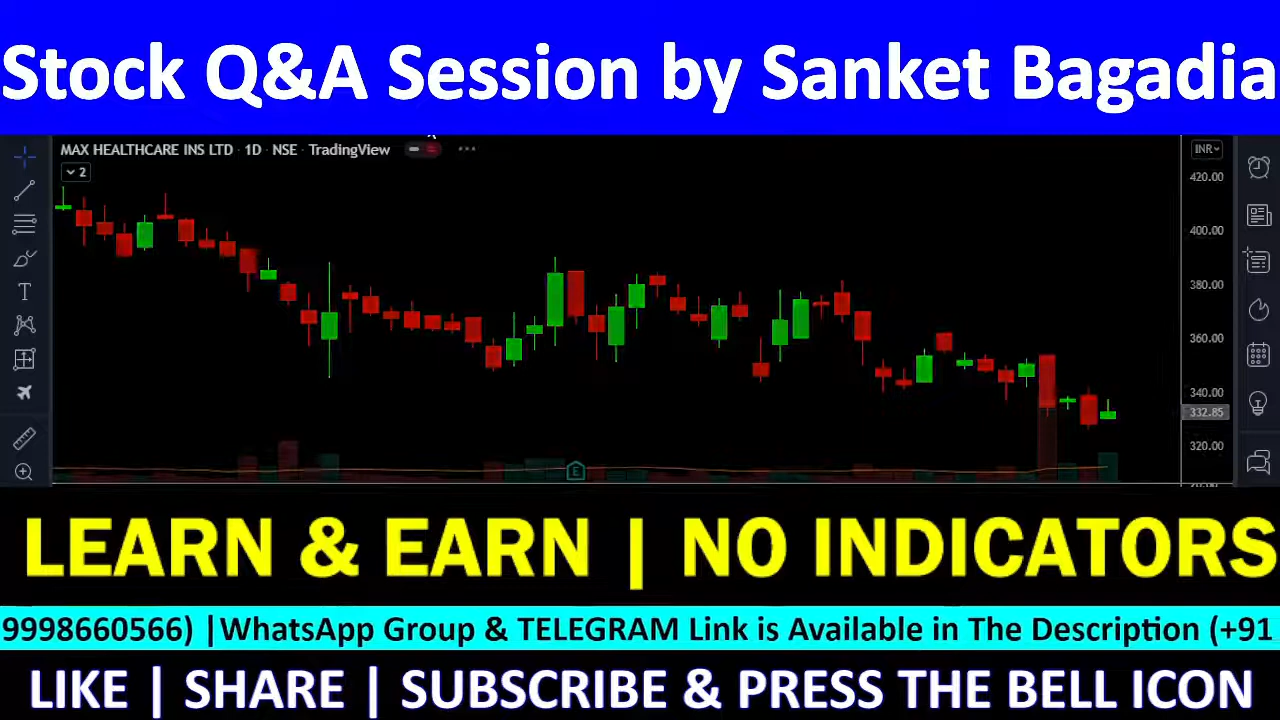 Stock Q&A Session by Sanket Bagadia
MAX HEALTHCARE INS LTD · 1D · NSE · TradingView
INR
2
420.00
400.00
380.00
360.00
340.00
332.85
320.00
T
E
LEARN & EARN | NO INDICATORS
9998660566) |WhatsApp Group & TELEGRAM Link is Available in The Description (+91
LIKE | SHARE | SUBSCRIBE & PRESS THE BELL ICON